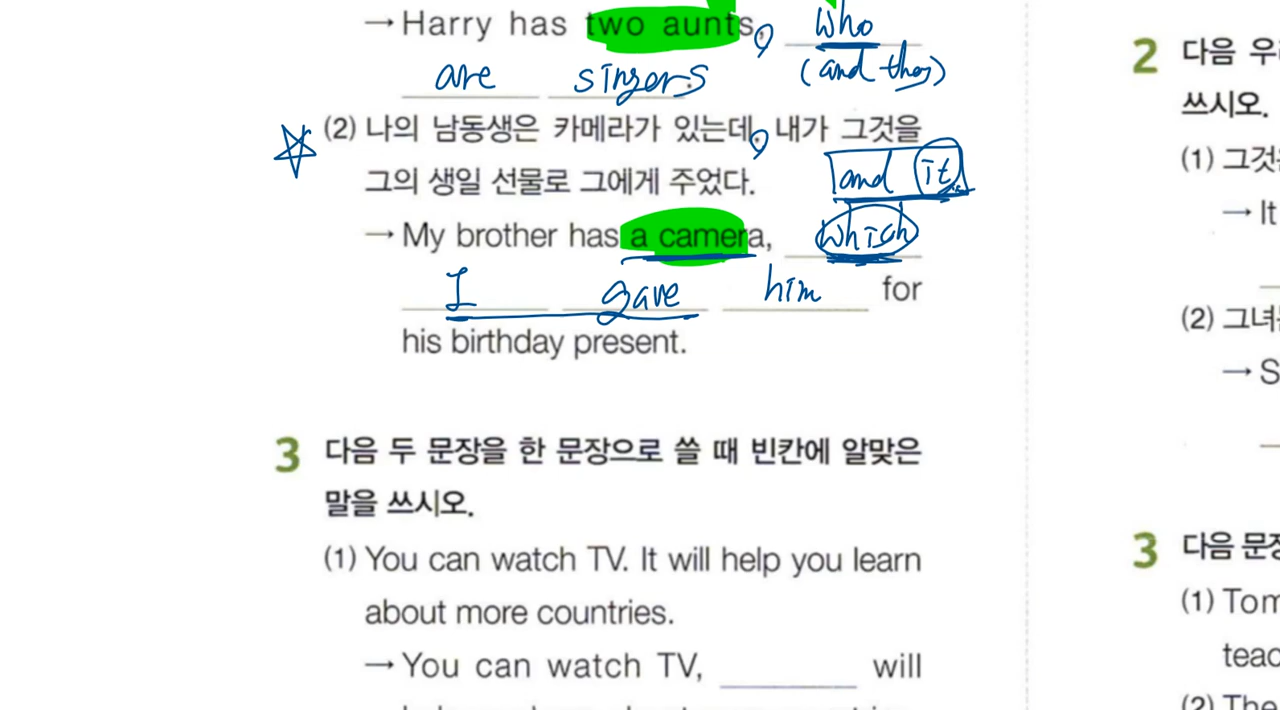 → Harry has two aunts, who
are singers (and they)
(2) 나의 남동생은 카메라가 있는데, 내가 그것을
그의 생일 선물로 그에게 주었다. and it
→ My brother has a camera, which
I gave him for
his birthday present.
3 다음 두 문장을 한 문장으로 쓸 때 빈칸에 알맞은
말을 쓰시오.
(1) You can watch TV. It will help you learn
about more countries.
→ You can watch TV, will
2 다음 우
쓰시오.
(1) 그것은
→ It
(2) 그녀는
→ S
3 다음 문장
(1) Tom
teac
(2) The